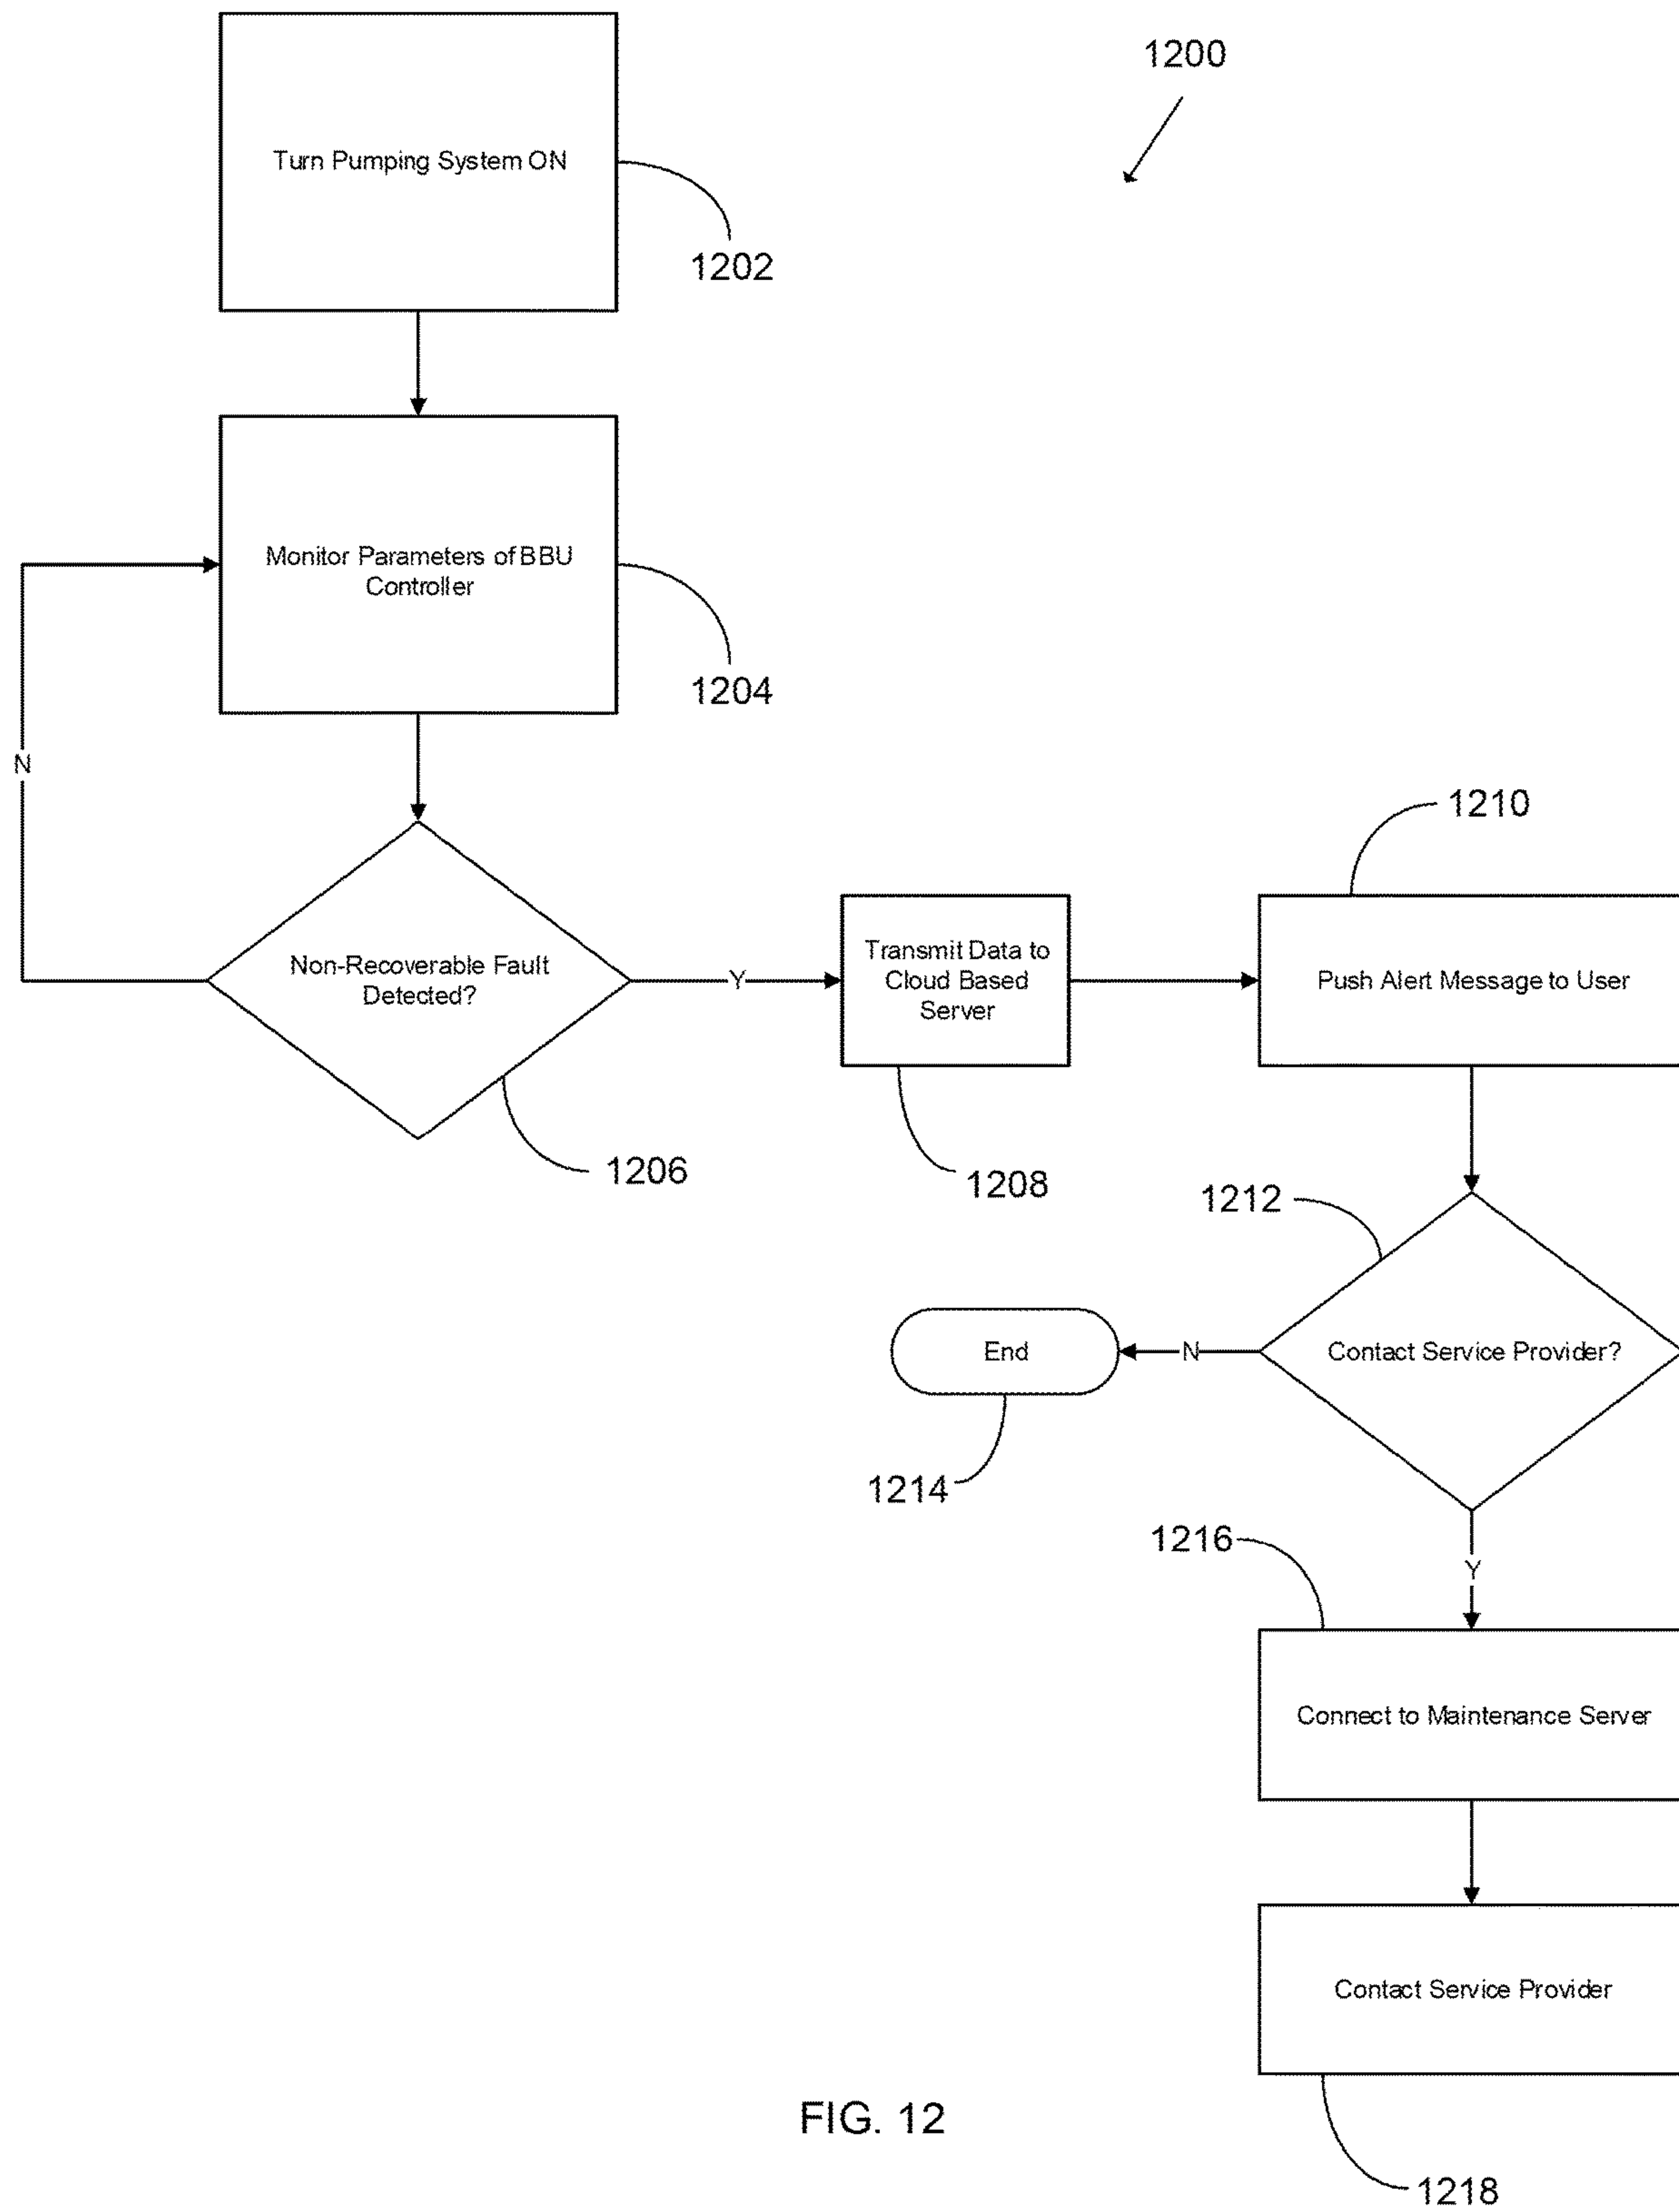 1200
Turn Pumping System ON
1202
Monitor Parameters of BBU
Controller
1204
N
Non-Recoverable Fault
Detected?
1206
Y
Transmit Data to
Cloud Based
Server
1208
1210
Push Alert Message to User
1212
Contact Service Provider?
N
End
1214
Y
1216
Connect to Maintenance Server
Contact Service Provider
1218
FIG. 12